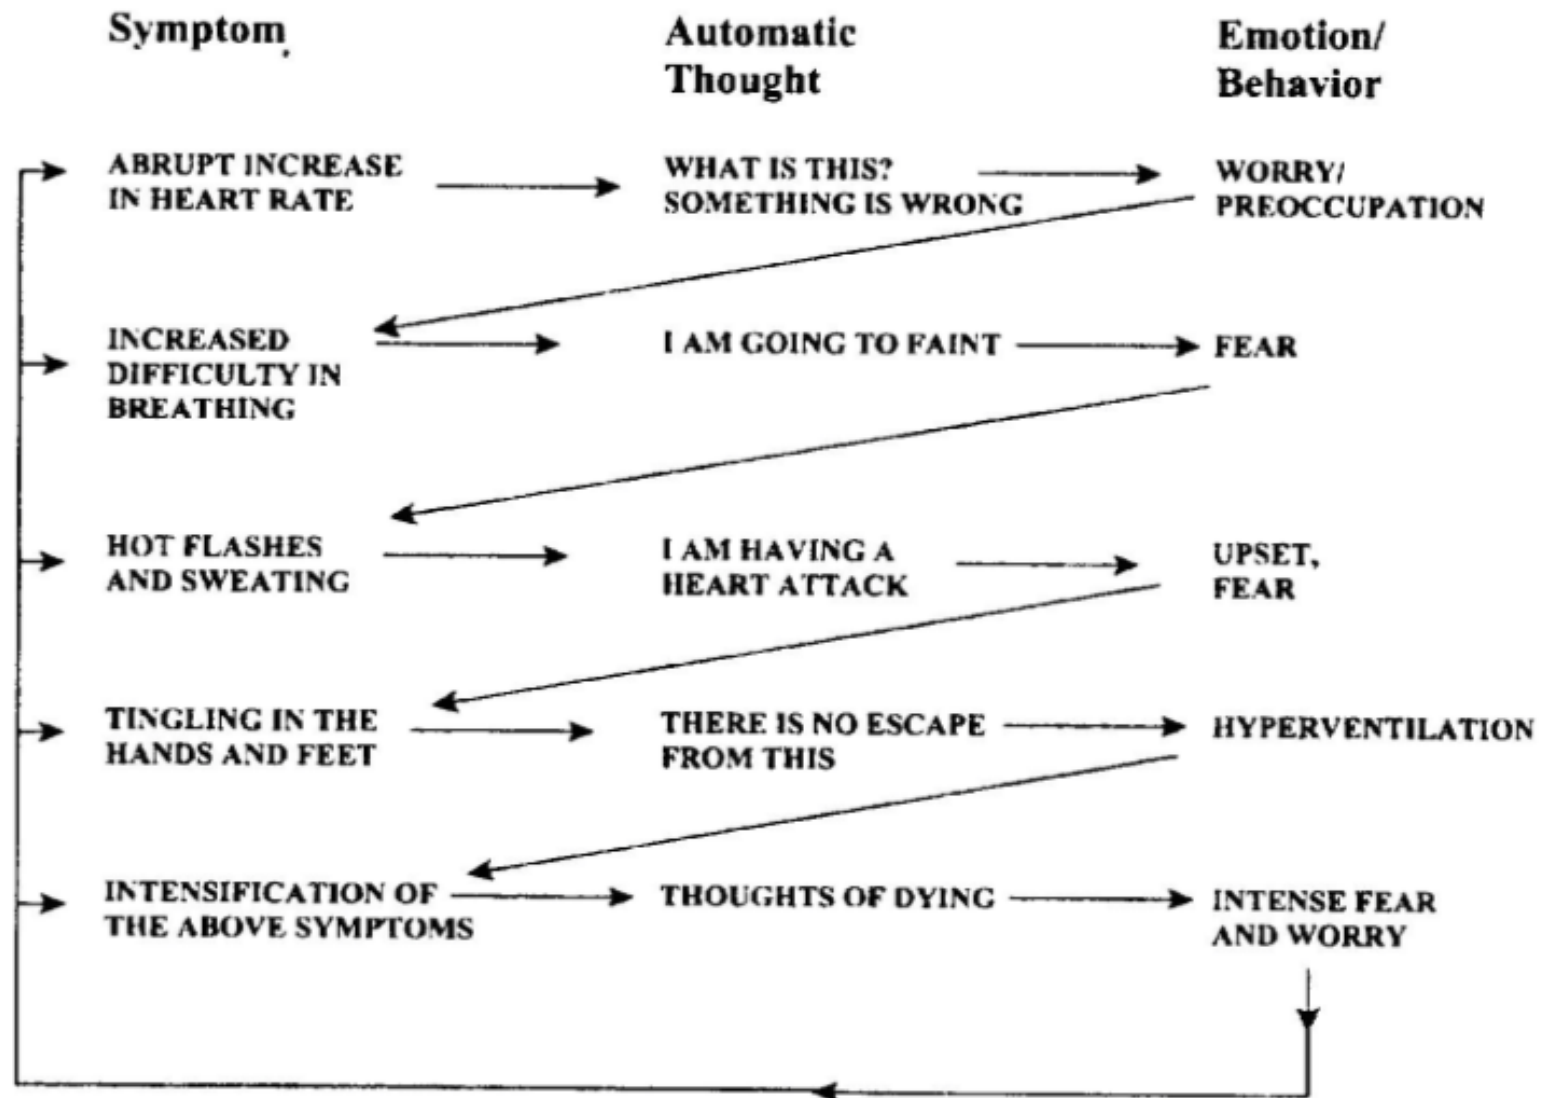 Symptom
Automatic
Thought
Emotion/
Behavior
ABRUPT INCREASE
IN HEART RATE
WHAT IS THIS?
SOMETHING IS WRONG
WORRY/
PREOCCUPATION
INCREASED
DIFFICULTY IN
BREATHING
I AM GOING TO FAINT
FEAR
HOT FLASHES
AND SWEATING
I AM HAVING A
HEART ATTACK
UPSET,
FEAR
TINGLING IN THE
HANDS AND FEET
THERE IS NO ESCAPE
FROM THIS
HYPERVENTILATION
INTENSIFICATION OF
THE ABOVE SYMPTOMS
THOUGHTS OF DYING
INTENSE FEAR
AND WORRY